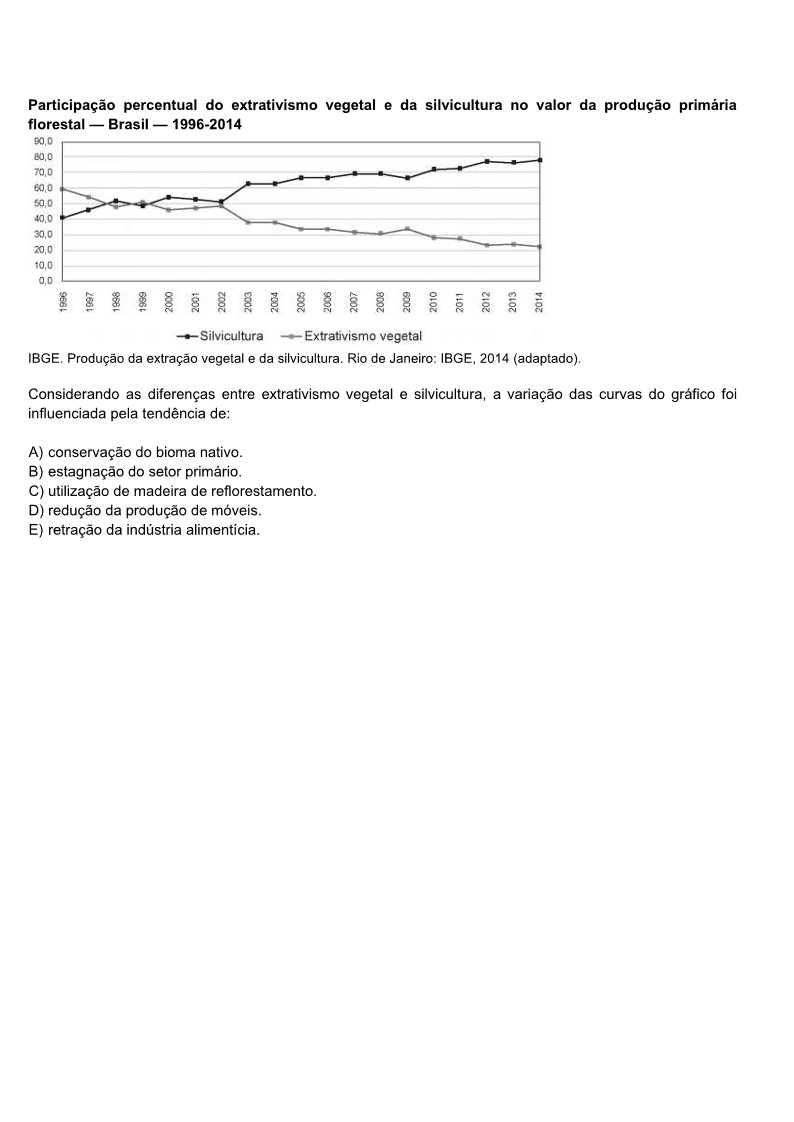 Participação percentual do extrativismo vegetal e da silvicultura no valor da produção primária
florestal — Brasil — 1996-2014
90,0
80,0
70,0
60,0
50,0
40,0
30,0
20,0
10,0
0,0
1996 1997 1998 1999 2000 2001 2002 2003 2004 2005 2006 2007 2008 2009 2010 2011 2012 2013 2014
Silvicultura Extrativismo vegetal
IBGE. Produção da extração vegetal e da silvicultura. Rio de Janeiro: IBGE, 2014 (adaptado).
Considerando as diferenças entre extrativismo vegetal e silvicultura, a variação das curvas do gráfico foi
influenciada pela tendência de:
A) conservação do bioma nativo.
B) estagnação do setor primário.
C) utilização de madeira de reflorestamento.
D) redução da produção de móveis.
E) retração da indústria alimentícia.